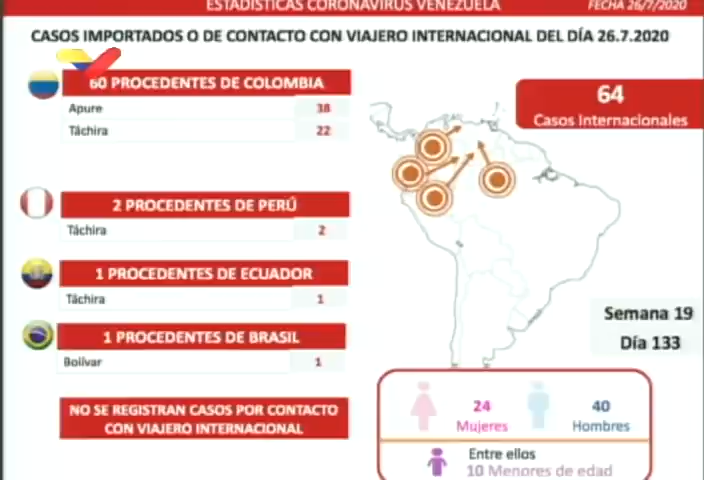 ESTADÍSTICAS CORONAVIRUS VENEZUELA
FECHA 26/7/2020
CASOS IMPORTADOS O DE CONTACTO CON VIAJERO INTERNACIONAL DEL DÍA 26.7.2020
60 PROCEDENTES DE COLOMBIA
Apure 38
Táchira 22
64
Casos Internacionales
2 PROCEDENTES DE PERÚ
Táchira 2
1 PROCEDENTES DE ECUADOR
Táchira 1
1 PROCEDENTES DE BRASIL
Bolívar 1
Semana 19
Día 133
NO SE REGISTRAN CASOS POR CONTACTO
CON VIAJERO INTERNACIONAL
24 40
Mujeres Hombres
Entre ellos
10 Menores de edad